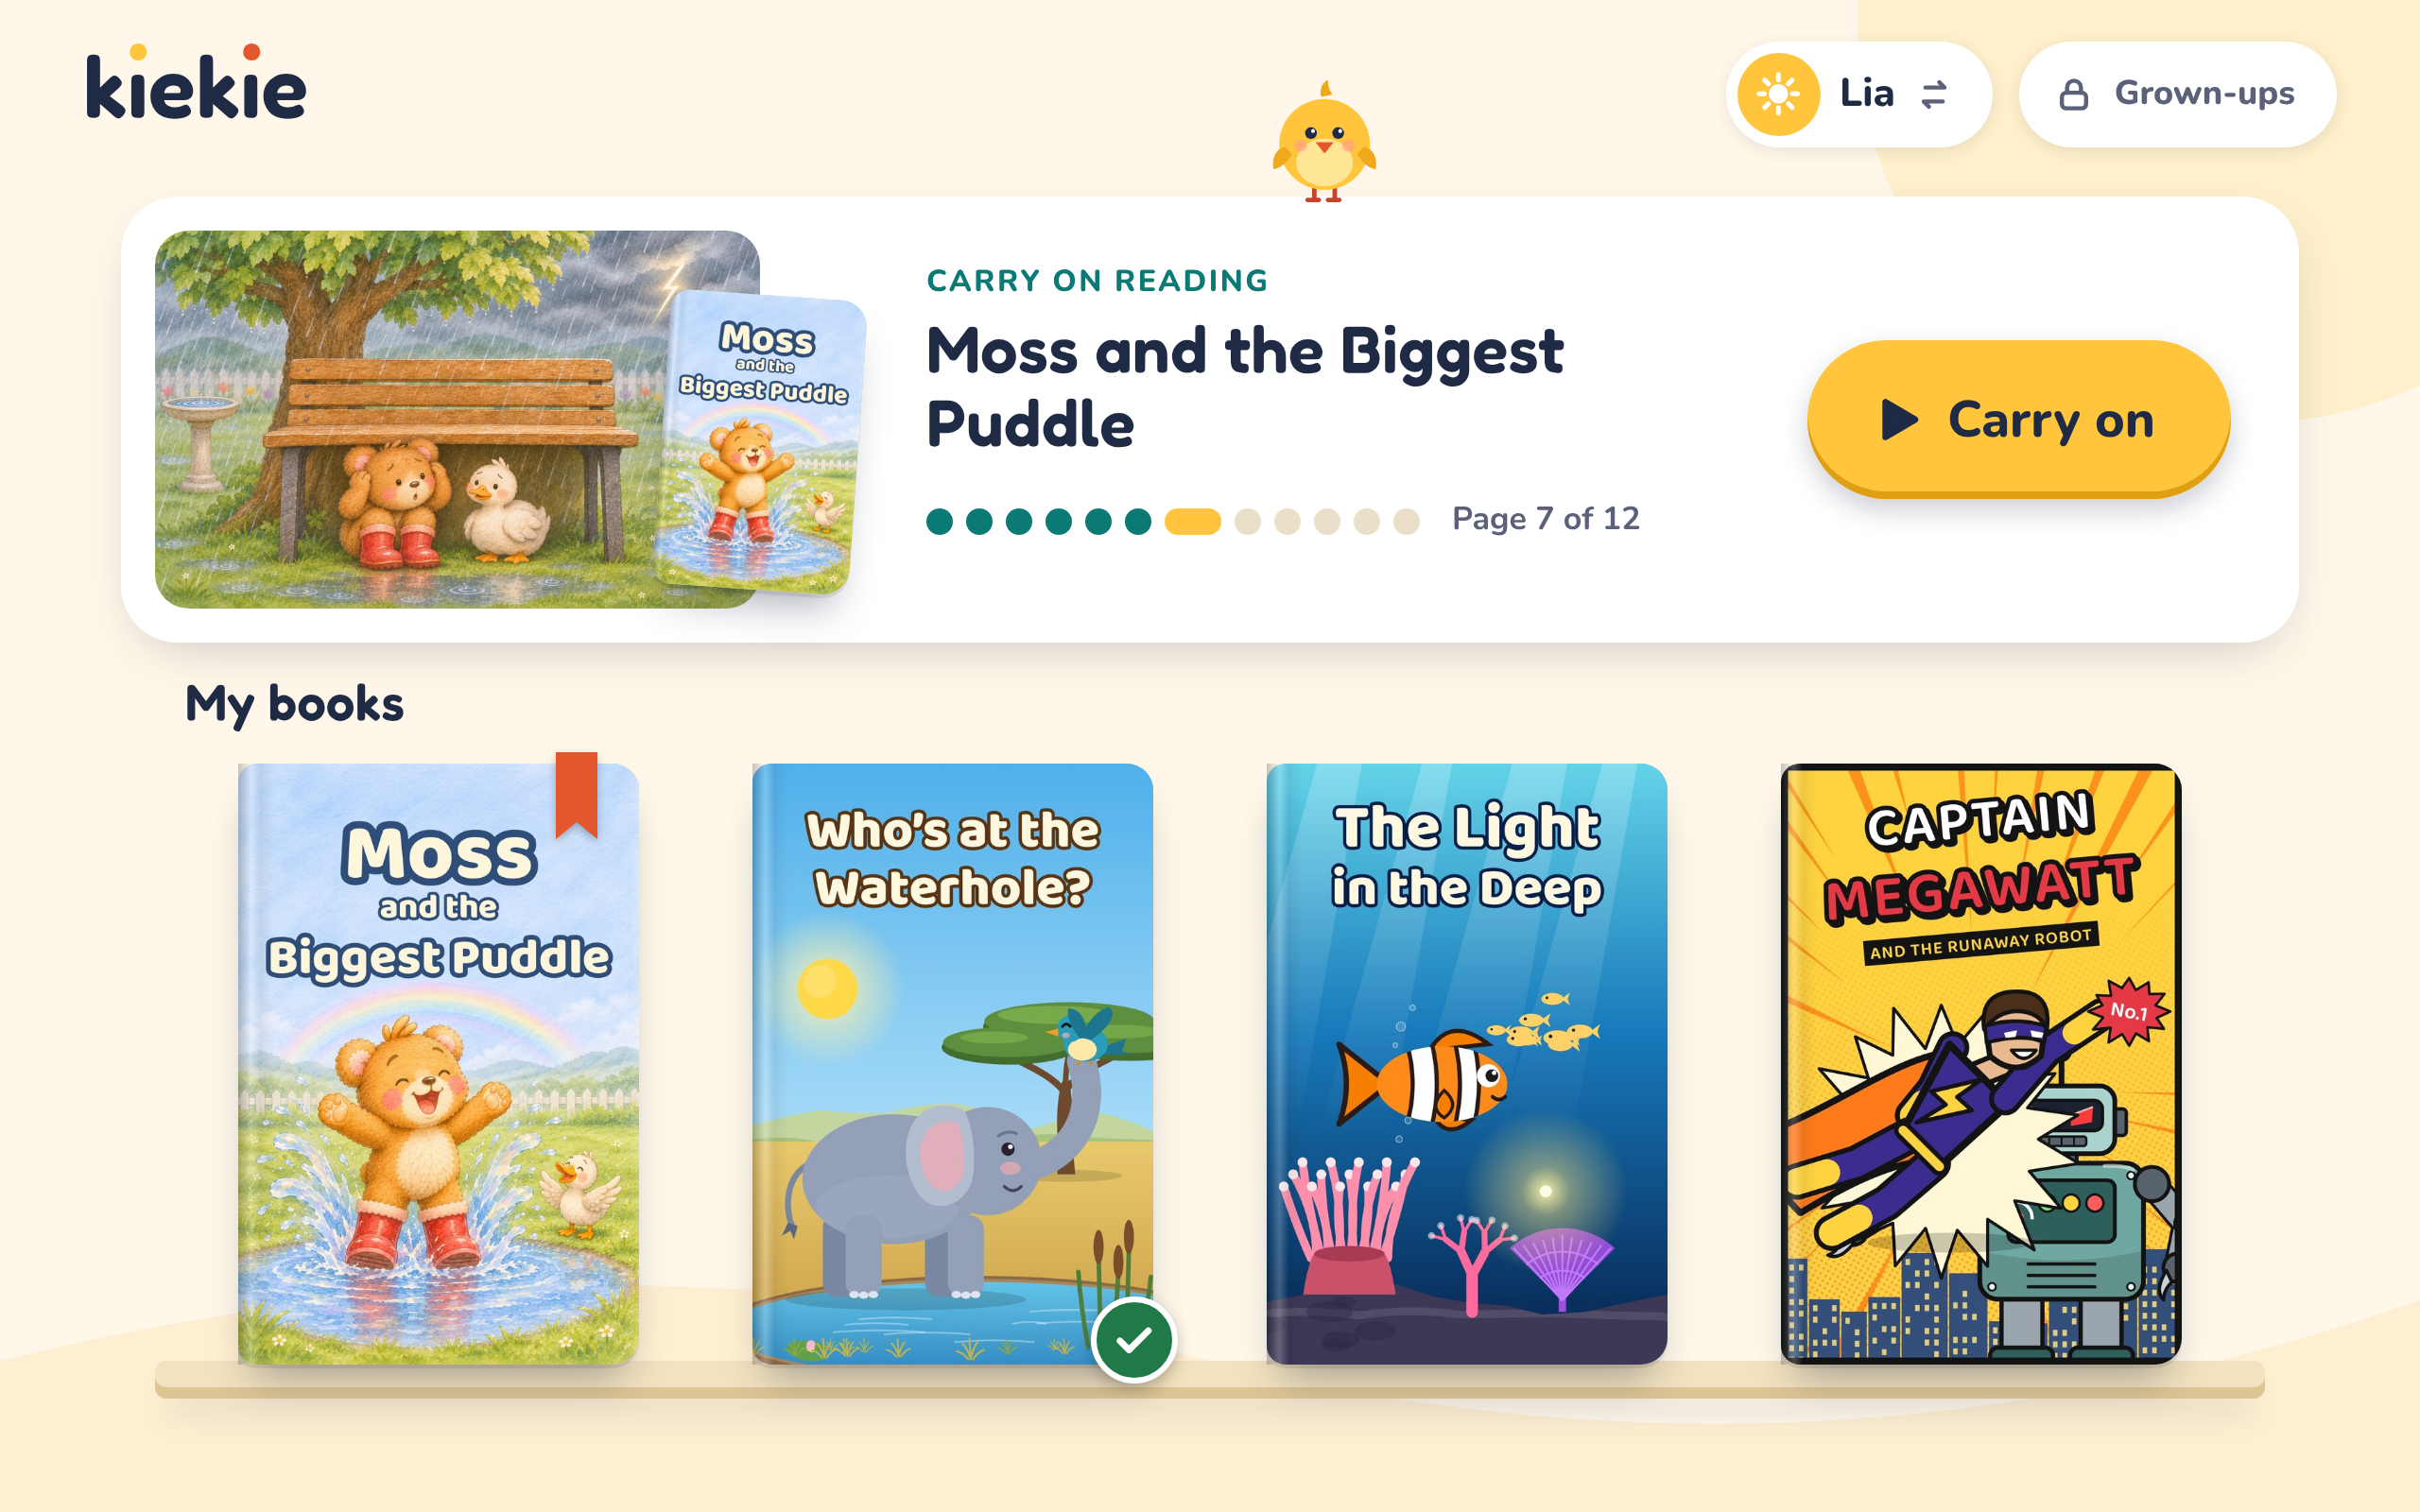 kiekie
Lia
Grown-ups
CARRY ON READING
Moss and the Biggest
Puddle
Page 7 of 12
Carry on
Moss
and the
Biggest Puddle
My books
Moss
and the
Biggest Puddle
Who's at the
Waterhole?
The Light
in the Deep
CAPTAIN
MEGAWATT
AND THE RUNAWAY ROBOT
No.1